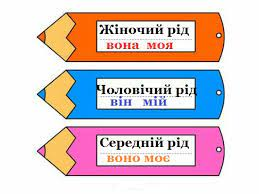 Жіночий рід
вона моя
Чоловічий рід
він мій
Середній рід
воно моє